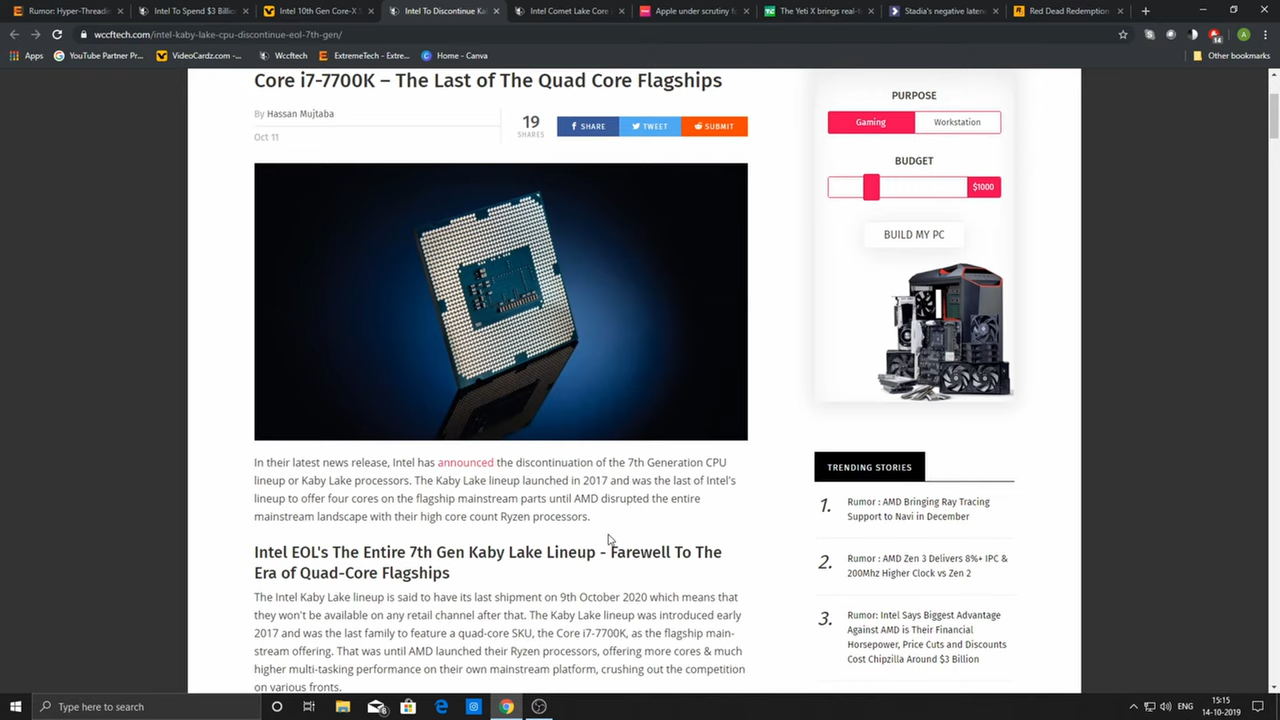 Rumor: Hyper-Threadi
Intel To Spend $3 Billi
Intel 10th Gen Core-X
Intel To Discontinue Ka
Intel Comet Lake Core
Apple under scrutiny fo
The Yeti X brings real-t
Stadia's negative laten
Red Dead Redemption
wccftech.com/intel-kaby-lake-cpu-discontinue-eol-7th-gen/
14
A
Apps
YouTube Partner Pr...
VideoCardz.com -...
Wccftech
ExtremeTech - Extre...
Home - Canva
Other bookmarks
Core i7-7700K – The Last of The Quad Core Flagships
By Hassan Mujtaba
Oct 11
19
SHARES
SHARE
TWEET
SUBMIT
In their latest news release, Intel has announced the discontinuation of the 7th Generation CPU
lineup or Kaby Lake processors. The Kaby Lake lineup launched in 2017 and was the last of Intel's
lineup to offer four cores on the flagship mainstream parts until AMD disrupted the entire
mainstream landscape with their high core count Ryzen processors.
Intel EOL's The Entire 7th Gen Kaby Lake Lineup - Farewell To The
Era of Quad-Core Flagships
The Intel Kaby Lake lineup is said to have its last shipment on 9th October 2020 which means that
they won't be available on any retail channel after that. The Kaby Lake lineup was introduced early
2017 and was the last family to feature a quad-core SKU, the Core i7-7700K, as the flagship main-
stream offering. That was until AMD launched their Ryzen processors, offering more cores & much
higher multi-tasking performance on their own mainstream platform, crushing out the competition
on various fronts.
PURPOSE
Gaming
Workstation
BUDGET
$1000
BUILD MY PC
TRENDING STORIES
1.
Rumor : AMD Bringing Ray Tracing
Support to Navi in December
2.
Rumor : AMD Zen 3 Delivers 8%+ IPC &
200Mhz Higher Clock vs Zen 2
3.
Rumor: Intel Says Biggest Advantage
Against AMD is Their Financial
Horsepower, Price Cuts and Discounts
Cost Chipzilla Around $3 Billion
Type here to search
ENG
15:15
14-10-2019